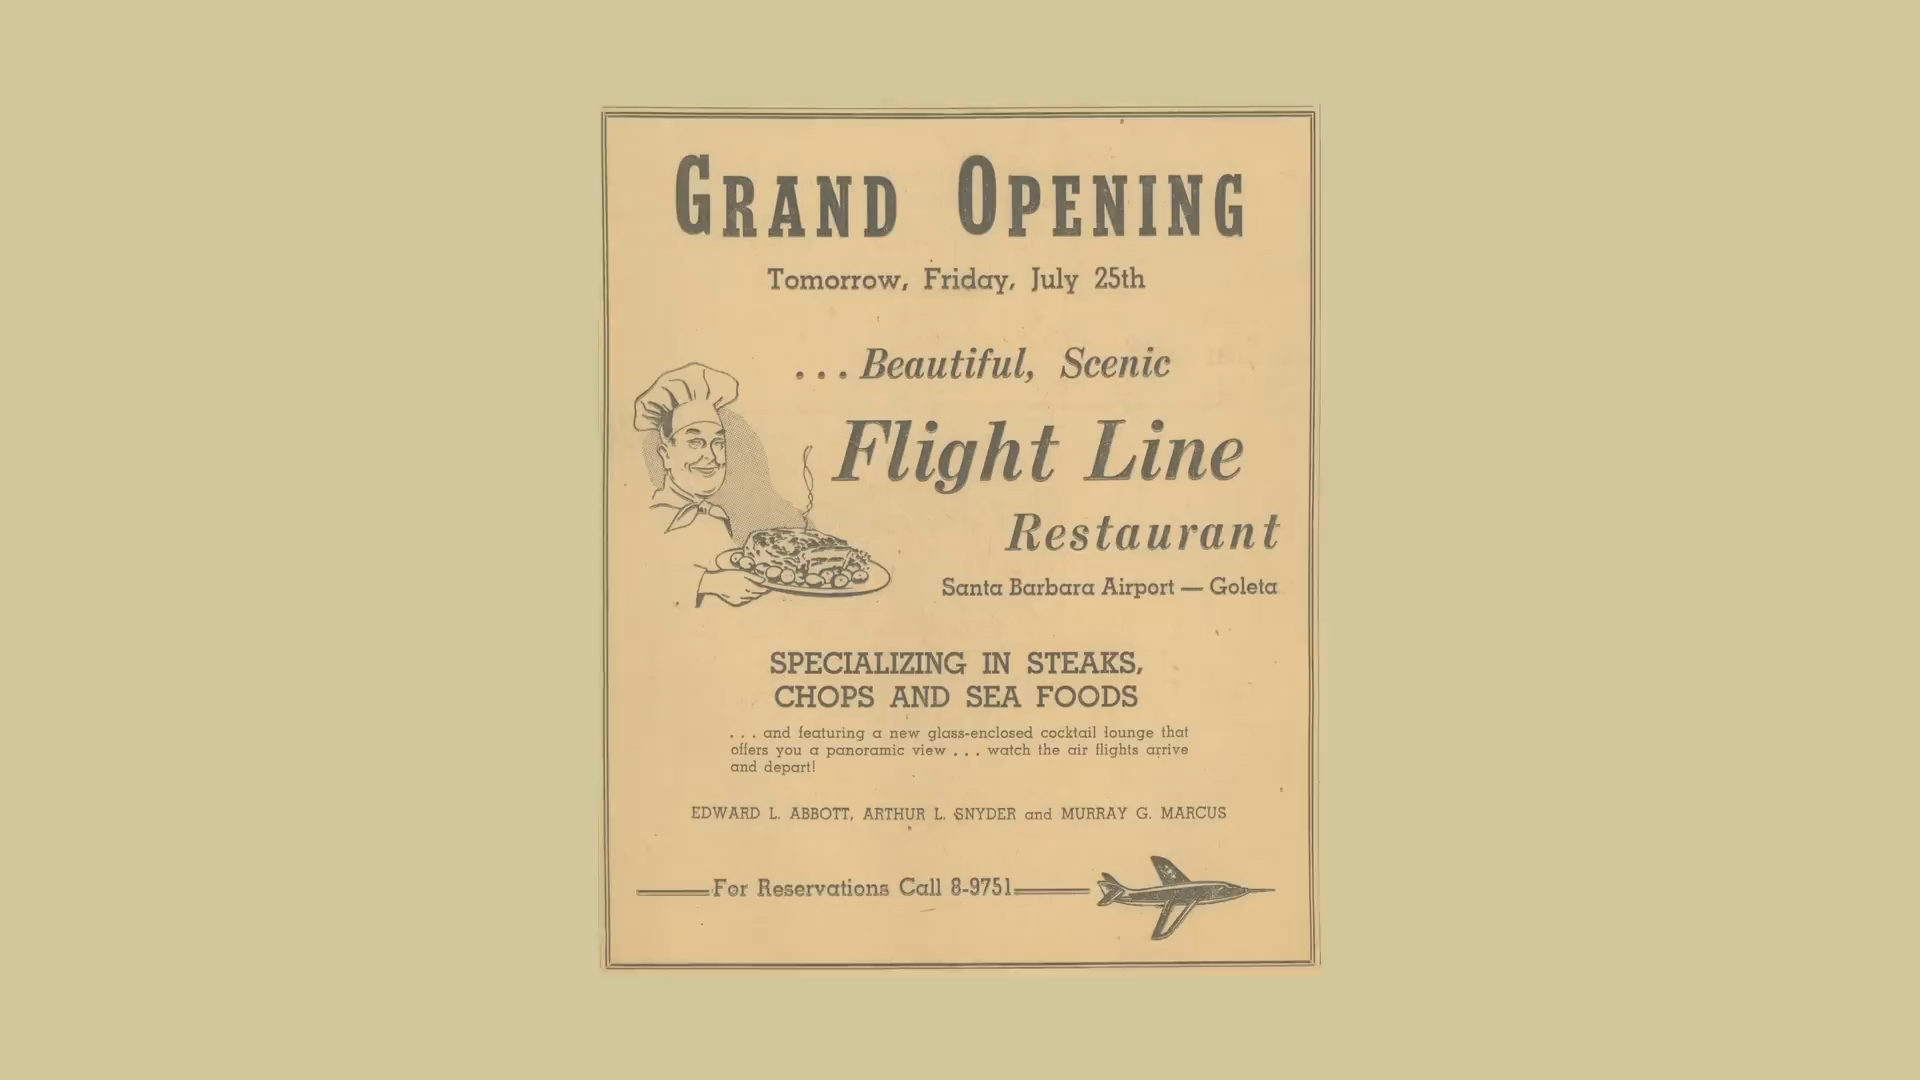 GRAND OPENING
Tomorrow, Friday, July 25th
. . . Beautiful, Scenic
Flight Line
Restaurant
Santa Barbara Airport — Goleta
SPECIALIZING IN STEAKS,
CHOPS AND SEA FOODS
. . . and featuring a new glass-enclosed cocktail lounge that
offers you a panoramic view . . . watch the air flights arrive
and depart!
EDWARD L. ABBOTT, ARTHUR L. SNYDER and MURRAY G. MARCUS
For Reservations Call 8-9751